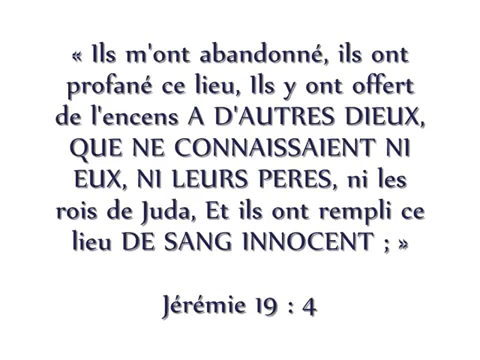 « Ils m'ont abandonné, ils ont
profané ce lieu, Ils y ont offert
de l'encens A D'AUTRES DIEUX,
QUE NE CONNAISSAIENT NI
EUX, NI LEURS PERES, ni les
rois de Juda, Et ils ont rempli ce
lieu DE SANG INNOCENT ; »
Jérémie 19 : 4